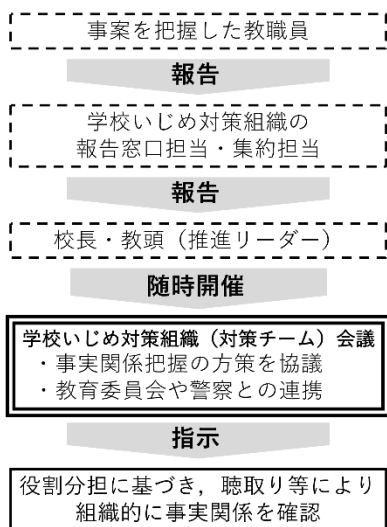 事案を把握した教職員
報告
学校いじめ対策組織の
報告窓口担当・集約担当
報告
校長・教頭（推進リーダー）
随時開催
学校いじめ対策組織（対策チーム）会議
・事実関係把握の方策を協議
・教育委員会や警察との連携
指示
役割分担に基づき，聴取り等により
組織的に事実関係を確認